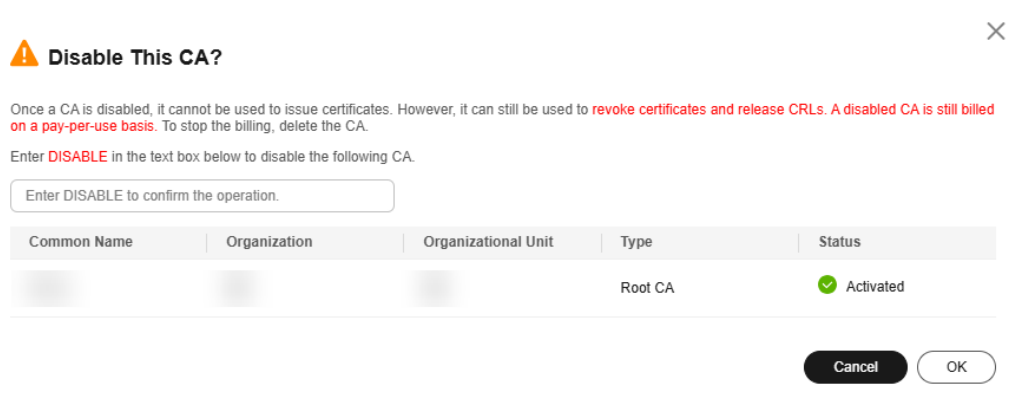 Disable This CA?
Once a CA is disabled, it cannot be used to issue certificates. However, it can still be used to revoke certificates and release CRLs. A disabled CA is still billed
on a pay-per-use basis. To stop the billing, delete the CA.
Enter DISABLE in the text box below to disable the following CA.
Enter DISABLE to confirm the operation.
Common Name Organization Organizational Unit Type Status
Root CA Activated
Cancel OK